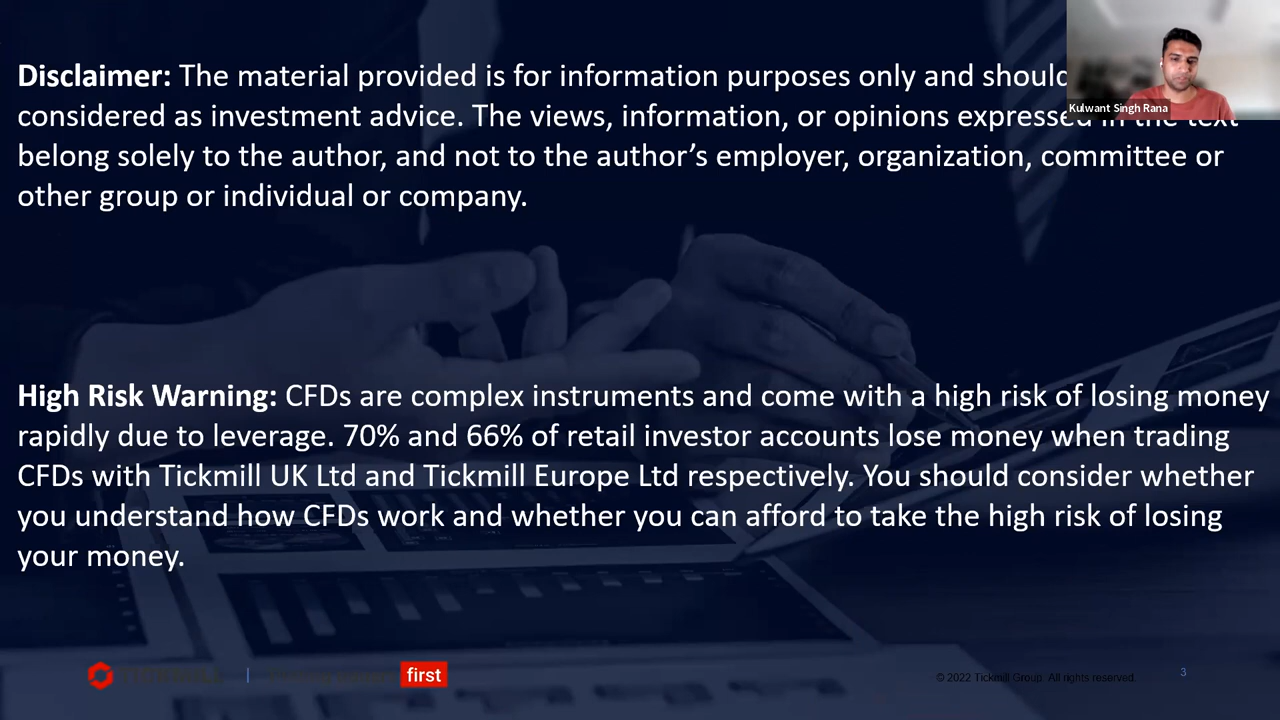 Disclaimer: The material provided is for information purposes only and should
considered as investment advice. The views, information, or opinions expressed in the text
belong solely to the author, and not to the author’s employer, organization, committee or
other group or individual or company.
Kulwant Singh Rana
High Risk Warning: CFDs are complex instruments and come with a high risk of losing money
rapidly due to leverage. 70% and 66% of retail investor accounts lose money when trading
CFDs with Tickmill UK Ltd and Tickmill Europe Ltd respectively. You should consider whether
you understand how CFDs work and whether you can afford to take the high risk of losing
your money.
TICKMILL | first
© 2022 Tickmill Group. All rights reserved.
3